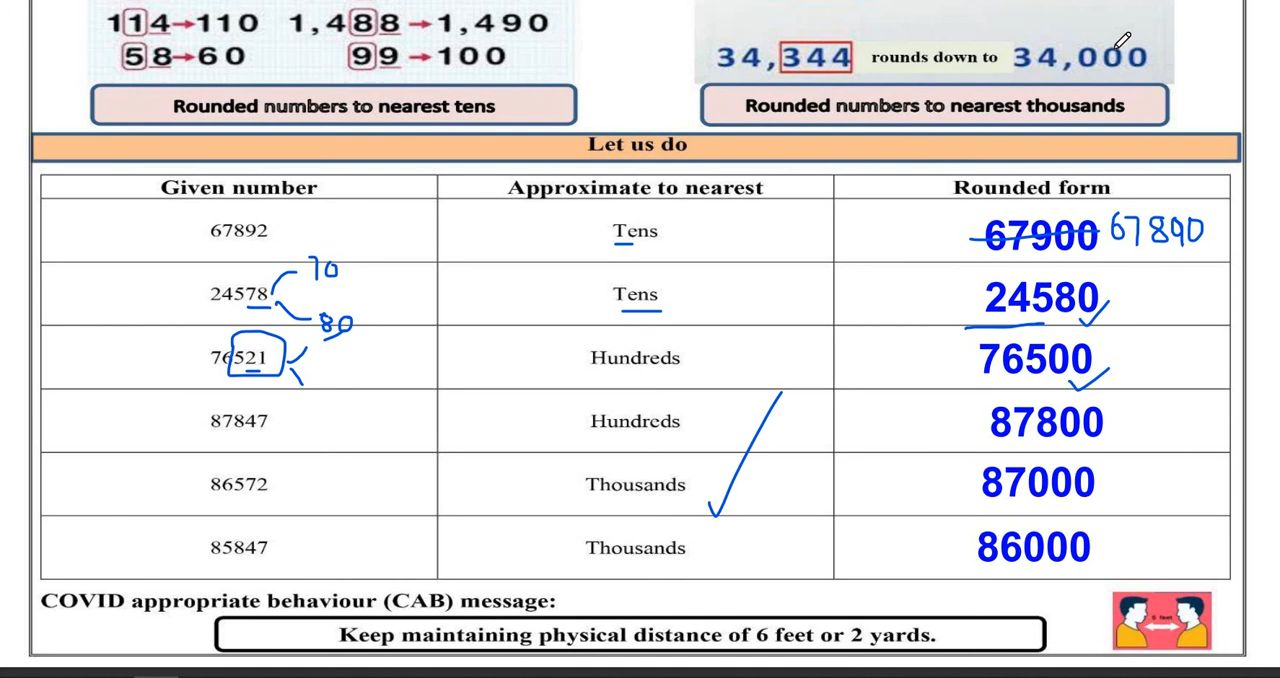 114→110 1,488→1,490
58→60 99→100
34,344 rounds down to 34,000
Rounded numbers to nearest tens
Rounded numbers to nearest thousands
Let us do
Given number Approximate to nearest Rounded form
67892 Tens 67900 67890
24578 70 80 Tens 24580
76521 Hundreds 76500
87847 Hundreds 87800
86572 Thousands 87000
85847 Thousands 86000
COVID appropriate behaviour (CAB) message:
Keep maintaining physical distance of 6 feet or 2 yards.
6 feet